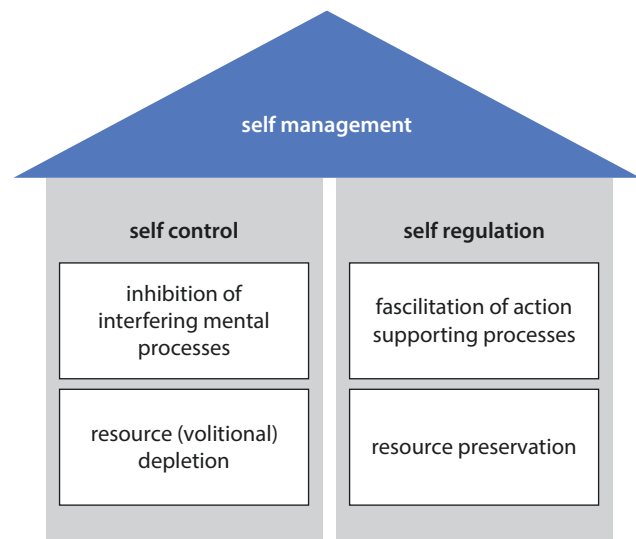 self management
self control
inhibition of
interfering mental
processes
resource (volitional)
depletion
self regulation
fascilitation of action
supporting processes
resource preservation